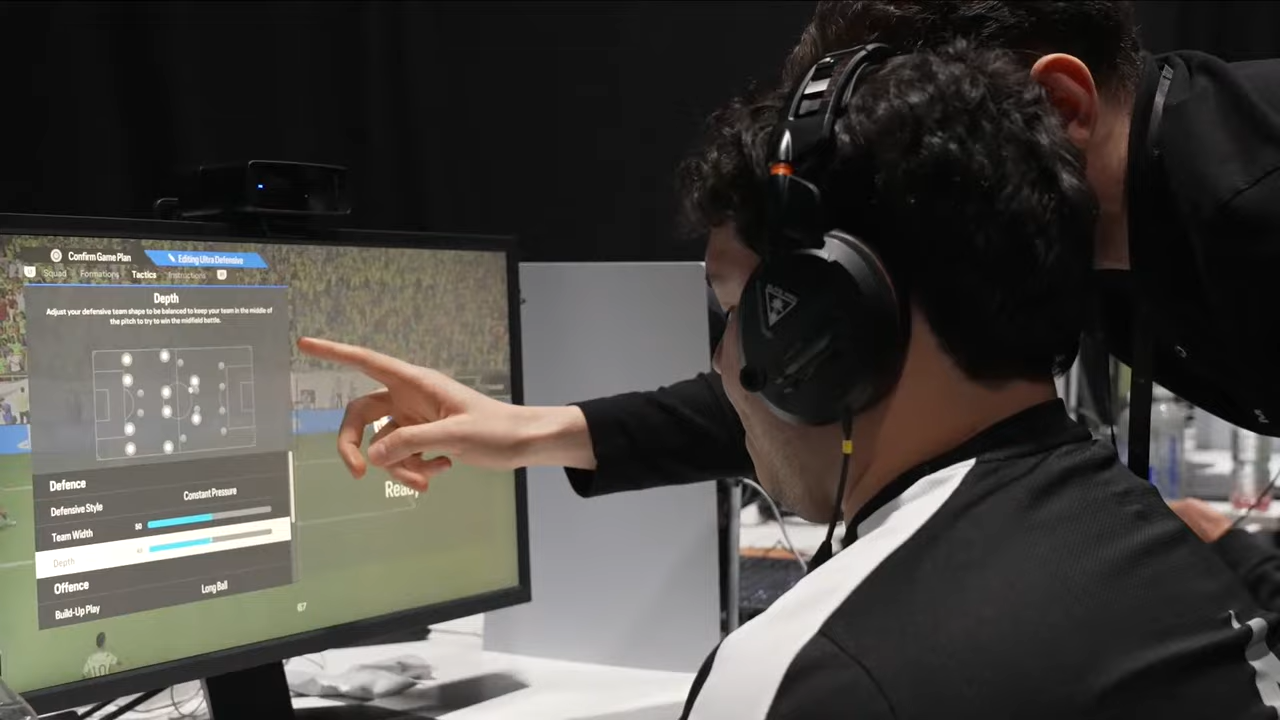 Confirm Game Plan
Editing Ultra Defensive
Squad Formations Tactics Instructions
Depth
Adjust your defensive team shape to be balanced to keep your team in the middle of
the pitch to try to win the midfield battle.
Defence
Defensive Style Constant Pressure
Team Width 50
Depth
Offence
Build-Up Play Long Ball
Ready
67
10